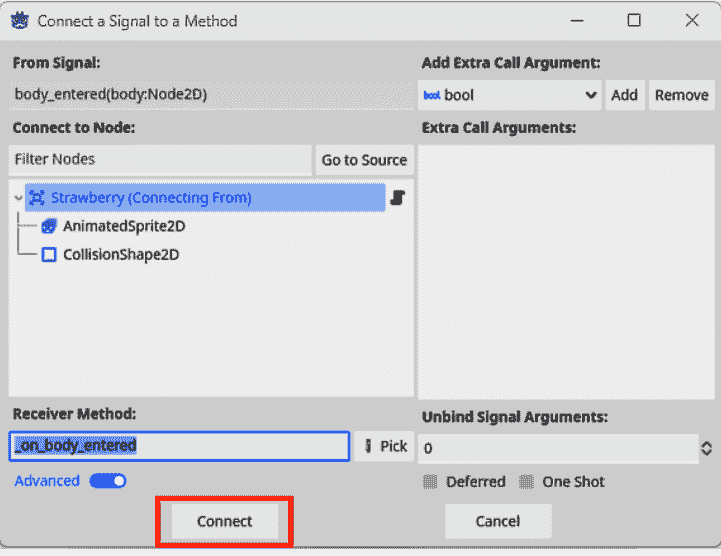 Connect a Signal to a Method
From Signal:
body_entered(body:Node2D)
Connect to Node:
Filter Nodes
Go to Source
Strawberry (Connecting From)
AnimatedSprite2D
CollisionShape2D
Receiver Method:
_on_body_entered
Pick
Advanced
Add Extra Call Argument:
bool bool
Add
Remove
Extra Call Arguments:
Unbind Signal Arguments:
0
Deferred
One Shot
Connect
Cancel